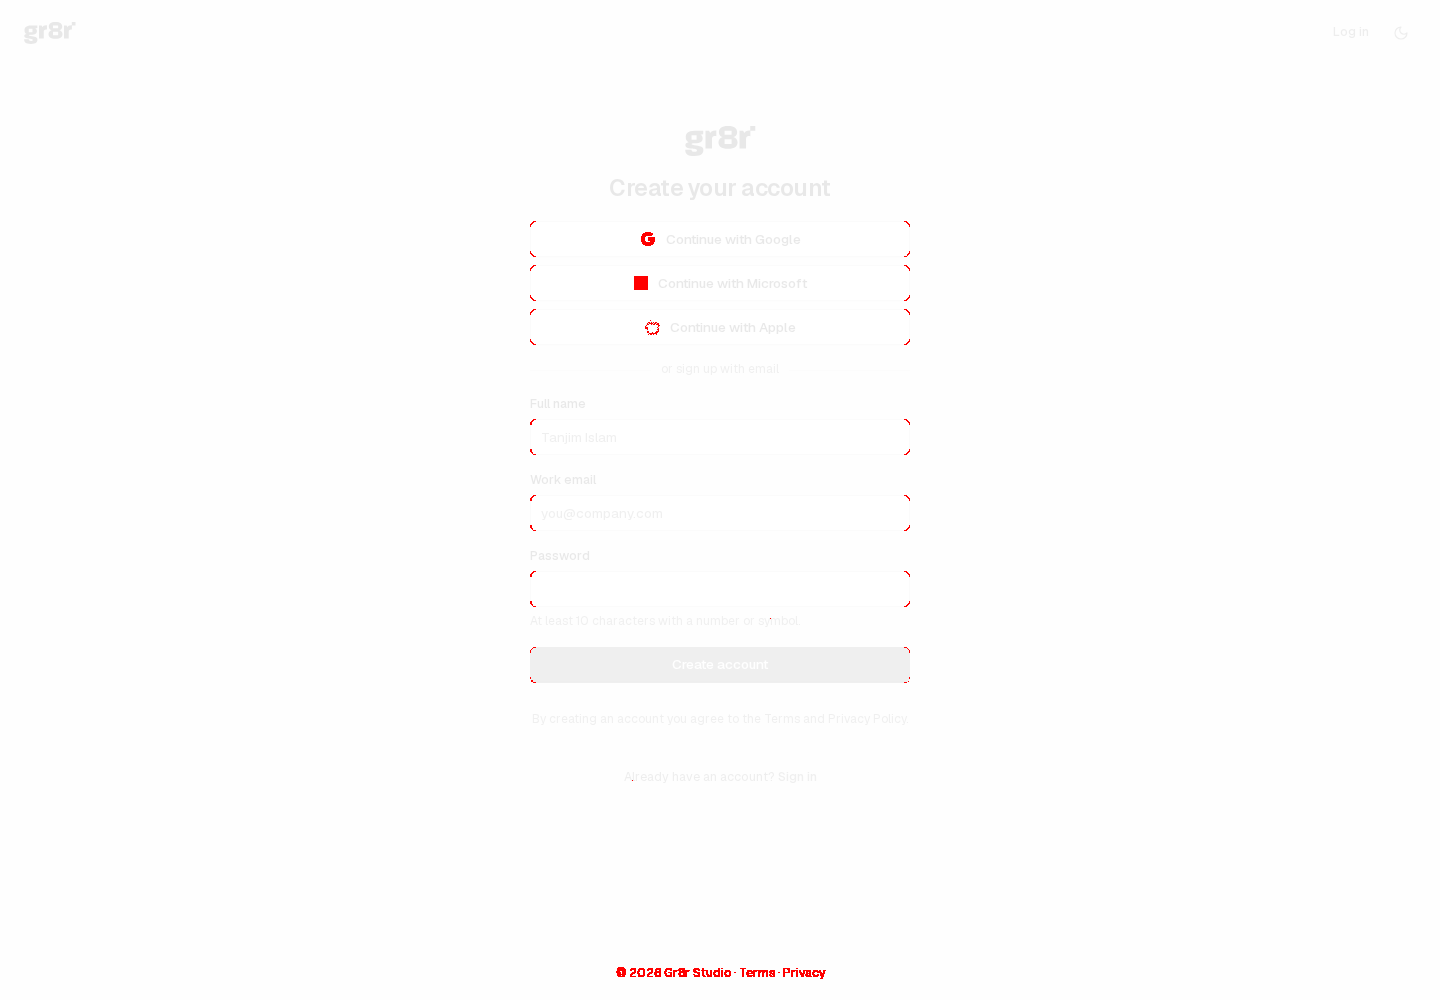 gr8r
Log in
gr8r
Create your account
Continue with Google
Continue with Microsoft
Continue with Apple
or sign up with email
Full name
Tanjim Islam
Work email
you@company.com
Password
At least 10 characters with a number or symbol.
Create account
By creating an account you agree to the Terms and Privacy Policy.
Already have an account? Sign in
© 2026 Gr8r Studio · Terms · Privacy